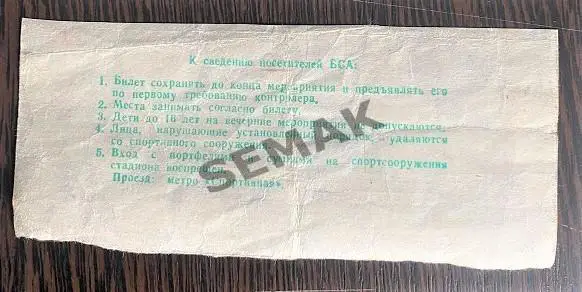 К сведению посетителей БСА:
1. Билет сохранять до конца мероприятия и предъявлять его
по первому требованию контролера.
2. Места занимать согласно билету.
3. Дети до 16 лет на вечерние мероприятия не допускаются.
4. Лица, нарушающие установленный порядок, удаляются
со спортивного сооружения.
5. Вход с портфелями и сумками на спортсооружения
стадиона воспрещен.
Проезд: метро «Спортивная».
SEMAK